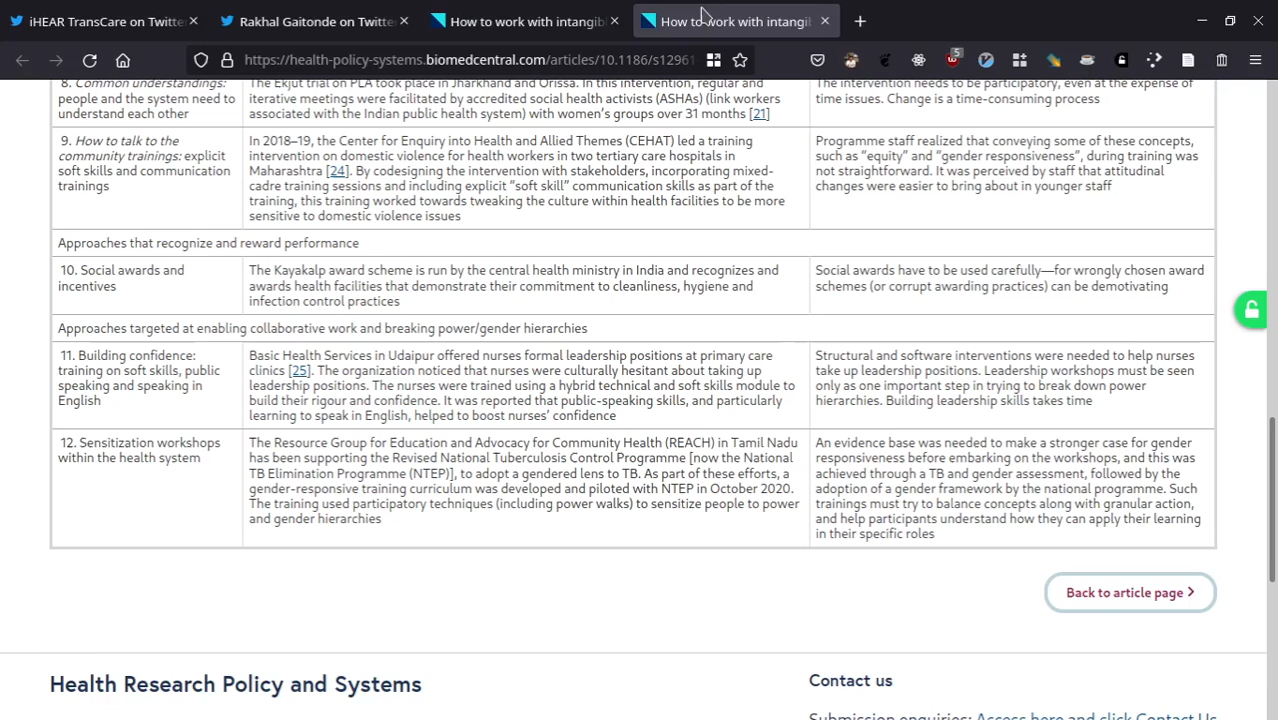 iHEAR TransCare on Twitte
Rakhal Gaitonde on Twitte
How to work with intangib
How to work with intangil
https://health-policy-systems.biomedcentral.com/articles/10.1186/s12961
5
8. Common understandings:
people and the system need to
understand each other
The Ekjut trial on PLA took place in Jharkhand and Orissa. In this intervention, regular and
iterative meetings were facilitated by accredited social health activists (ASHAs) (link workers
associated with the Indian public health system) with women's groups over 31 months [21]
The intervention needs to be participatory, even at the expense of
time issues. Change is a time-consuming process
9. How to talk to the
community trainings: explicit
soft skills and communication
trainings
In 2018–19, the Center for Enquiry into Health and Allied Themes (CEHAT) led a training
intervention on domestic violence for health workers in two tertiary care hospitals in
Maharashtra [24]. By codesigning the intervention with stakeholders, incorporating mixed-
cadre training sessions and including explicit "soft skill" communication skills as part of the
training, this training worked towards tweaking the culture within health facilities to be more
sensitive to domestic violence issues
Programme staff realized that conveying some of these concepts,
such as "equity" and "gender responsiveness", during training was
not straightforward. It was perceived by staff that attitudinal
changes were easier to bring about in younger staff
Approaches that recognize and reward performance
10. Social awards and
incentives
The Kayakalp award scheme is run by the central health ministry in India and recognizes and
awards health facilities that demonstrate their commitment to cleanliness, hygiene and
infection control practices
Social awards have to be used carefully—for wrongly chosen award
schemes (or corrupt awarding practices) can be demotivating
Approaches targeted at enabling collaborative work and breaking power/gender hierarchies
11. Building confidence:
training on soft skills, public
speaking and speaking in
English
Basic Health Services in Udaipur offered nurses formal leadership positions at primary care
clinics [25]. The organization noticed that nurses were culturally hesitant about taking up
leadership positions. The nurses were trained using a hybrid technical and soft skills module to
build their rigour and confidence. It was reported that public-speaking skills, and particularly
learning to speak in English, helped to boost nurses' confidence
Structural and software interventions were needed to help nurses
take up leadership positions. Leadership workshops must be seen
only as one important step in trying to break down power
hierarchies. Building leadership skills takes time
12. Sensitization workshops
within the health system
The Resource Group for Education and Advocacy for Community Health (REACH) in Tamil Nadu
has been supporting the Revised National Tuberculosis Control Programme [now the National
TB Elimination Programme (NTEP)], to adopt a gendered lens to TB. As part of these efforts, a
gender-responsive training curriculum was developed and piloted with NTEP in October 2020.
The training used participatory techniques (including power walks) to sensitize people to power
and gender hierarchies
An evidence base was needed to make a stronger case for gender
responsiveness before embarking on the workshops, and this was
achieved through a TB and gender assessment, followed by the
adoption of a gender framework by the national programme. Such
trainings must try to balance concepts along with granular action,
and help participants understand how they can apply their learning
in their specific roles
Back to article page
Health Research Policy and Systems
Contact us
Submission enquiries: Access here and click Contact Us